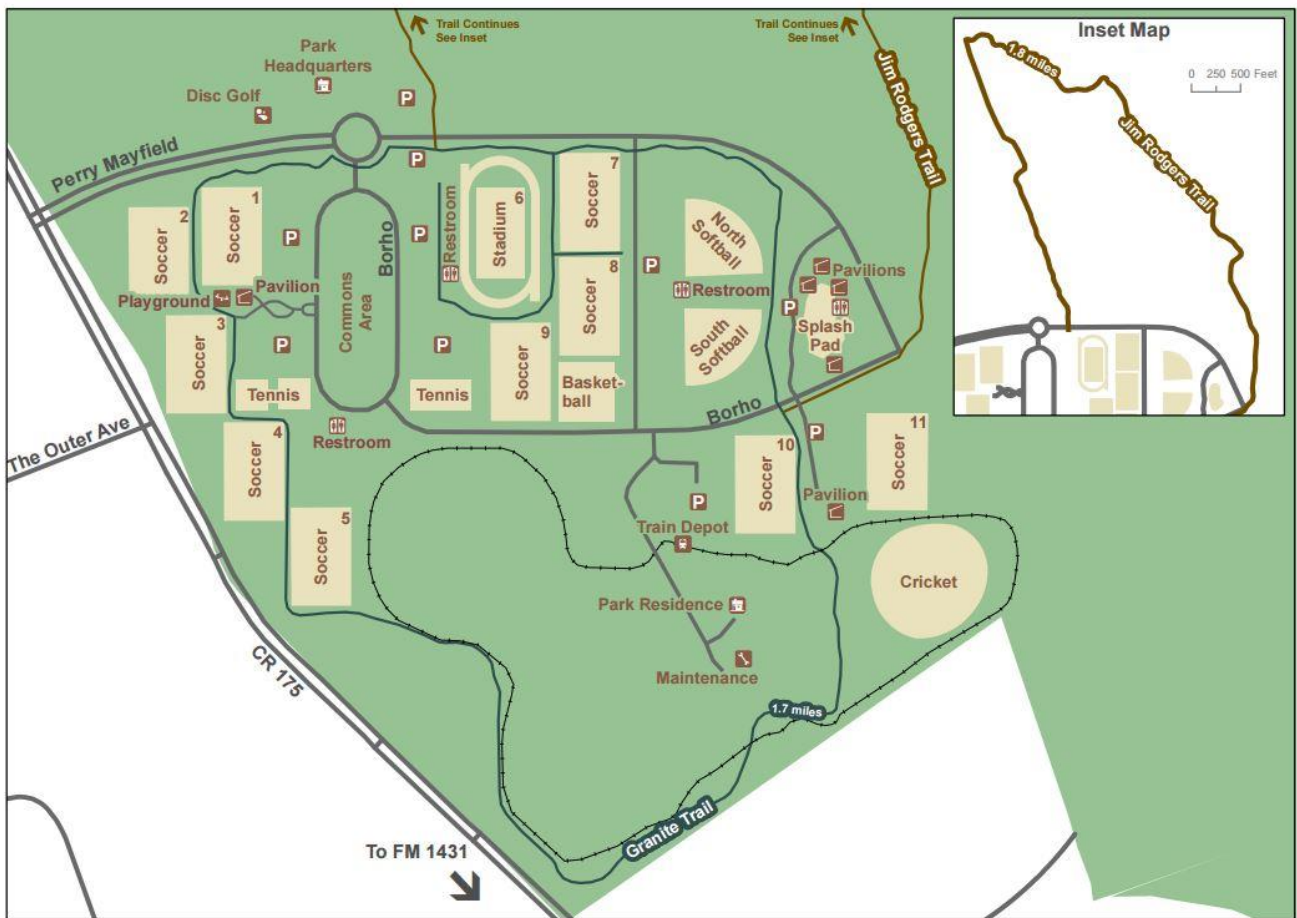 Trail Continues
See Inset
Trail Continues
See Inset
Inset Map
1.8 miles
0 250 500 Feet
Jim Rodgers Trail
Park
Headquarters
P
Disc Golf
Jim Rodgers Trail
Perry Mayfield
P
7
Soccer
1
Soccer
2
Soccer
6
Stadium
Restroom
North
Softball
P
P
Borho
P
8
Soccer
Pavilions
Restroom
Playground
Pavilion
Commons
Area
P
Splash
Pad
3
Soccer
9
Soccer
South
Softball
P
P
Tennis
Tennis
Basket-
ball
Borho
Restroom
The Outer Ave
4
Soccer
10
Soccer
P
11
Soccer
5
Soccer
P
Pavilion
Train Depot
Cricket
Park Residence
Maintenance
CR 175
1.7 miles
Granite Trail
To FM 1431